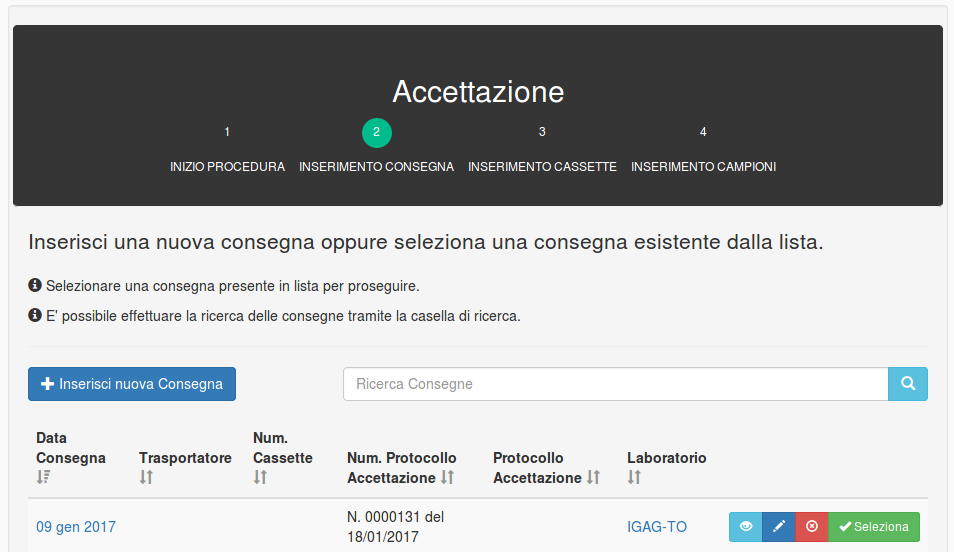 Accettazione
1 2 3 4
INIZIO PROCEDURA INSERIMENTO CONSEGNA INSERIMENTO CASSETTE INSERIMENTO CAMPIONI
Inserisci una nuova consegna oppure seleziona una consegna esistente dalla lista.
Selezionare una consegna presente in lista per proseguire.
E' possibile effettuare la ricerca delle consegne tramite la casella di ricerca.
Inserisci nuova Consegna
Ricerca Consegne
Data
Consegna
Trasportatore
Num.
Cassette
Num. Protocollo
Accettazione
Protocollo
Accettazione
Laboratorio
09 gen 2017
N. 0000131 del
18/01/2017
IGAG-TO
Seleziona